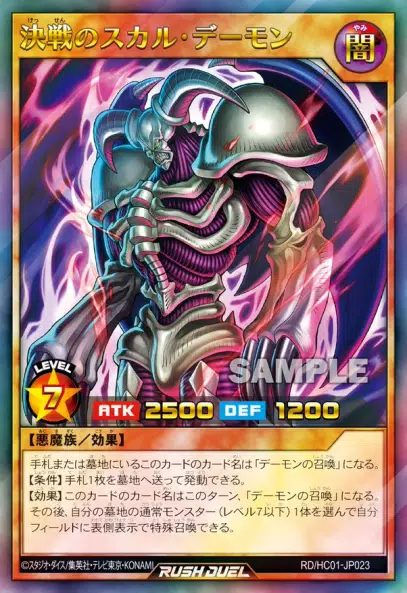 決戦のスカル・デーモン
闇
SAMPLE
LEVEL
7
ATK 2500 DEF 1200
【悪魔族／効果】
手札または墓地にいるこのカードのカード名は「デーモンの召喚」になる。
【条件】手札1枚を墓地へ送って発動できる。
【効果】このカードのカード名はこのターン、「デーモンの召喚」になる。
その後、自分の墓地の通常モンスター（レベル7以下）1体を選んで自分
フィールドに表側表示で特殊召喚できる。
©スタジオ・ダイス/集英社・テレビ東京・KONAMI
RUSH DUEL
RD/HC01-JP023